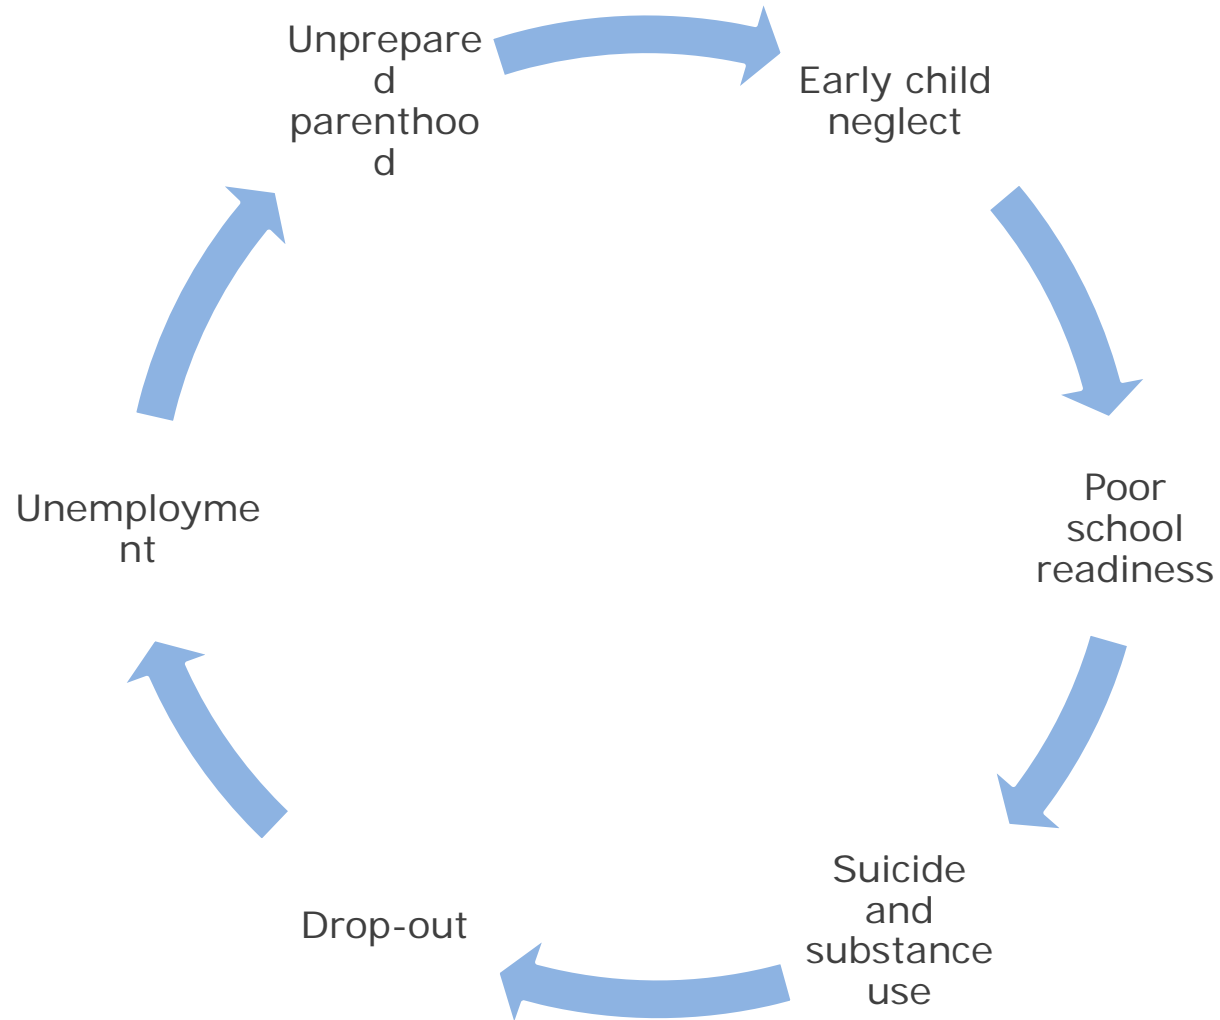 Unprepare
d
parenthoo
d
Early child
neglect
Poor
school
readiness
Suicide
and
substance
use
Drop-out
Unemployme
nt